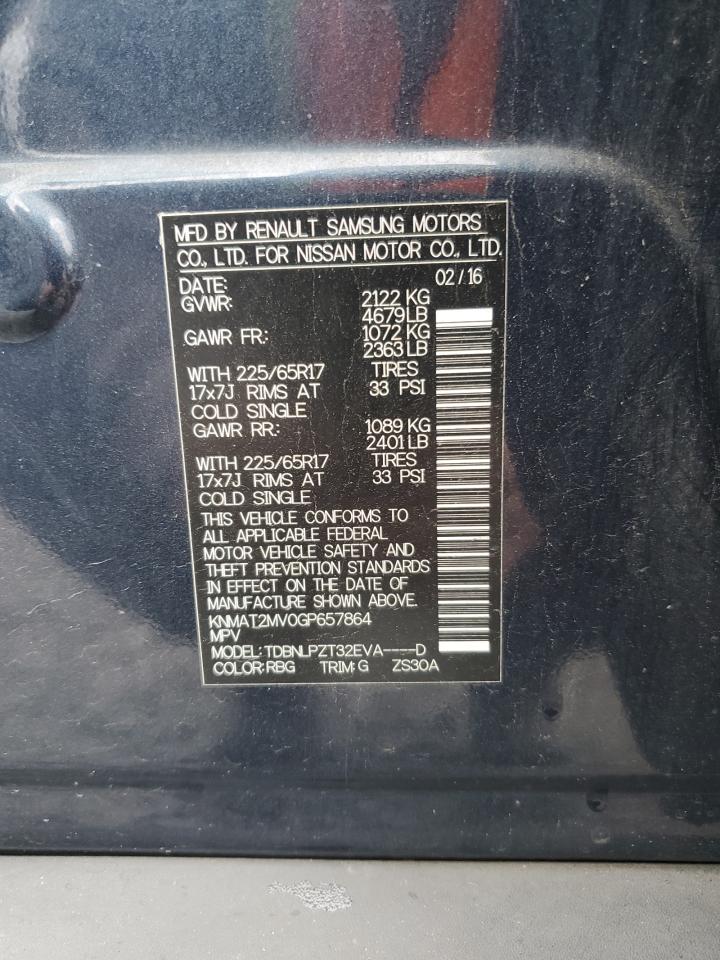 MFD BY RENAULT SAMSUNG MOTORS
CO., LTD. FOR NISSAN MOTOR CO., LTD.
DATE: 02/16
GVWR: 2122 KG
4679 LB
GAWR FR: 1072 KG
2363 LB
WITH 225/65R17 TIRES
17x7J RIMS AT 33 PSI
COLD SINGLE
GAWR RR: 1089 KG
2401 LB
WITH 225/65R17 TIRES
17x7J RIMS AT 33 PSI
COLD SINGLE
THIS VEHICLE CONFORMS TO
ALL APPLICABLE FEDERAL
MOTOR VEHICLE SAFETY AND
THEFT PREVENTION STANDARDS
IN EFFECT ON THE DATE OF
MANUFACTURE SHOWN ABOVE.
KNMAT2MV0GP657864
MPV
MODEL: TDBNLPZT32EVA----D
COLOR: RBG TRIM: G ZS30A